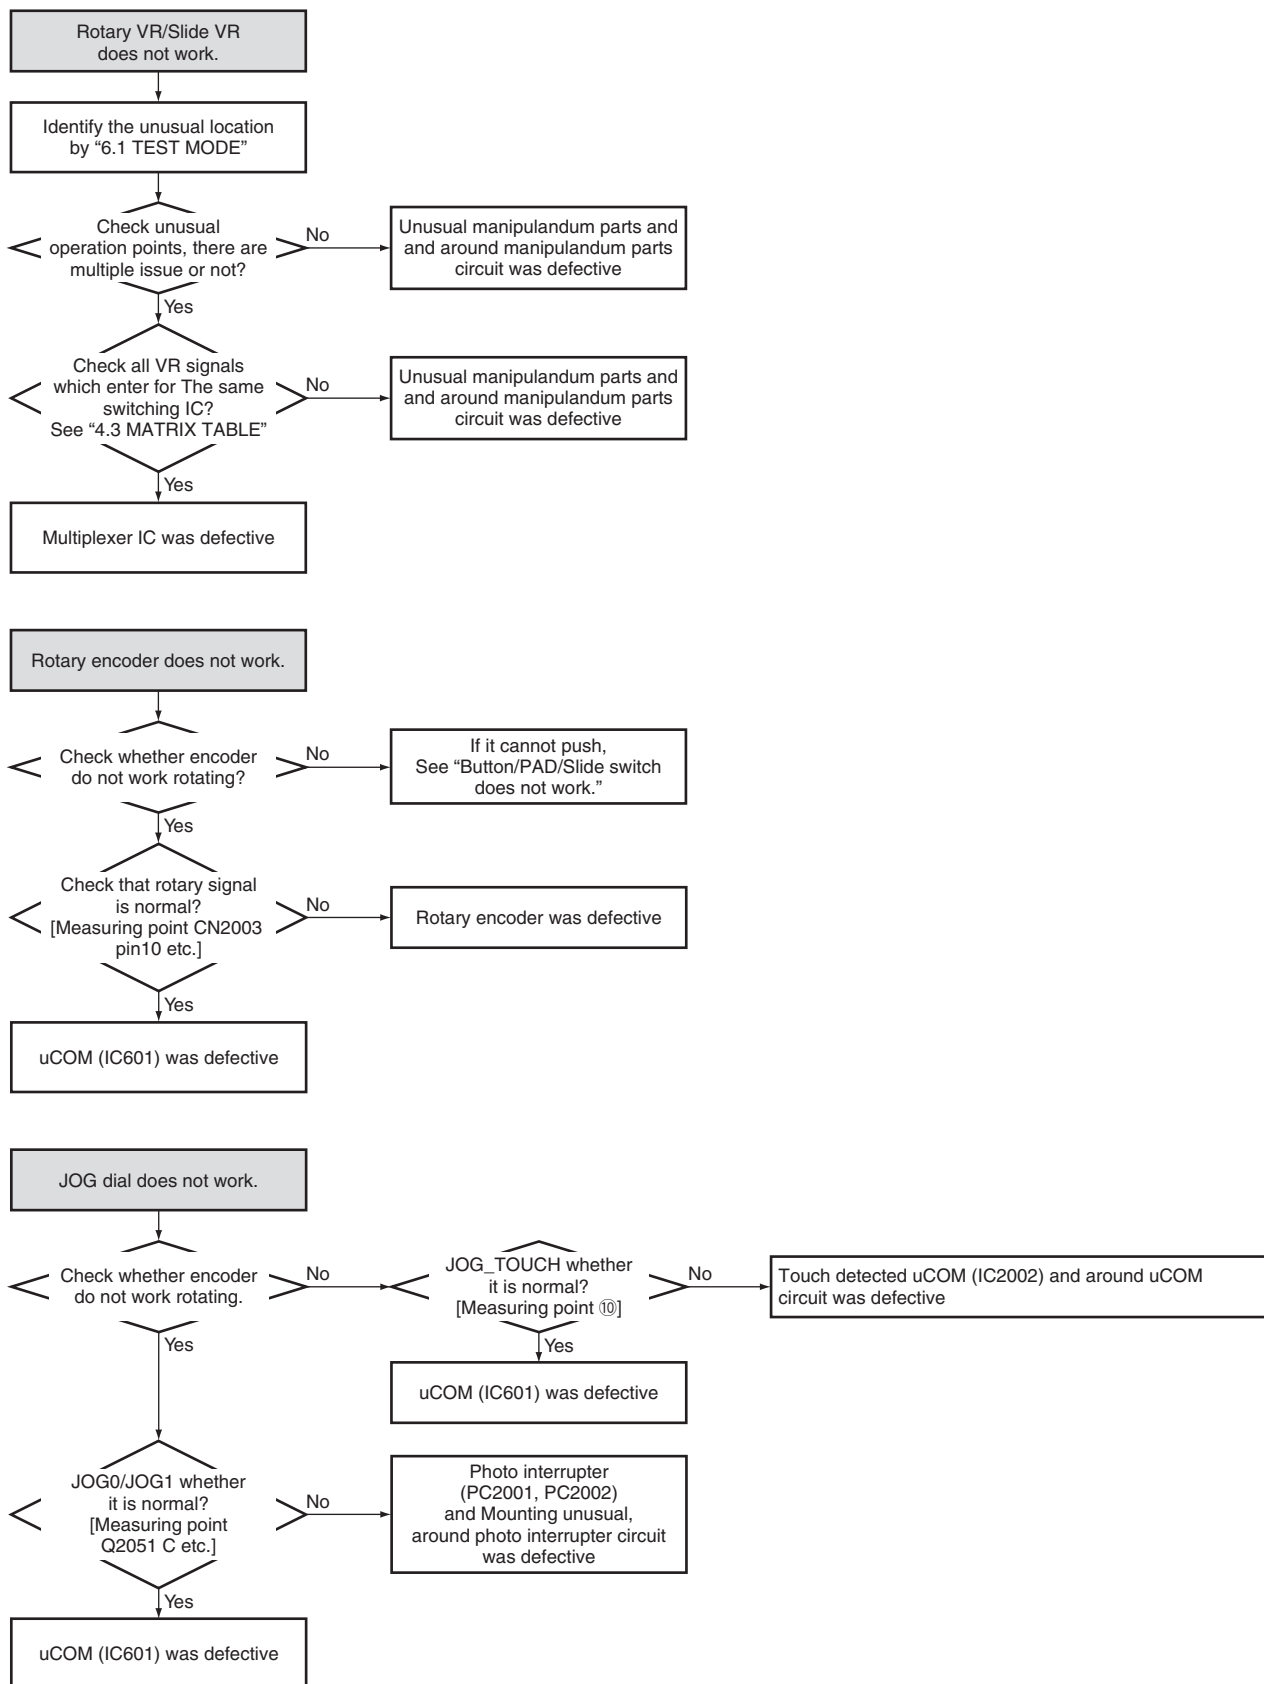 Rotary VR/Slide VR
does not work.
Identify the unusual location
by “6.1 TEST MODE”
Check unusual
operation points, there are
multiple issue or not?
No
Unusual manipulandum parts and
and around manipulandum parts
circuit was defective
Yes
Check all VR signals
which enter for The same
switching IC?
See “4.3 MATRIX TABLE”
No
Unusual manipulandum parts and
and around manipulandum parts
circuit was defective
Yes
Multiplexer IC was defective
Rotary encoder does not work.
Check whether encoder
do not work rotating?
No
If it cannot push,
See “Button/PAD/Slide switch
does not work.”
Yes
Check that rotary signal
is normal?
[Measuring point CN2003
pin10 etc.]
No
Rotary encoder was defective
Yes
uCOM (IC601) was defective
JOG dial does not work.
Check whether encoder
do not work rotating.
No
JOG_TOUCH whether
it is normal?
[Measuring point ⑩]
No
Touch detected uCOM (IC2002) and around uCOM
circuit was defective
Yes
uCOM (IC601) was defective
Yes
JOG0/JOG1 whether
it is normal?
[Measuring point
Q2051 C etc.]
No
Photo interrupter
(PC2001, PC2002)
and Mounting unusual,
around photo interrupter circuit
was defective
Yes
uCOM (IC601) was defective